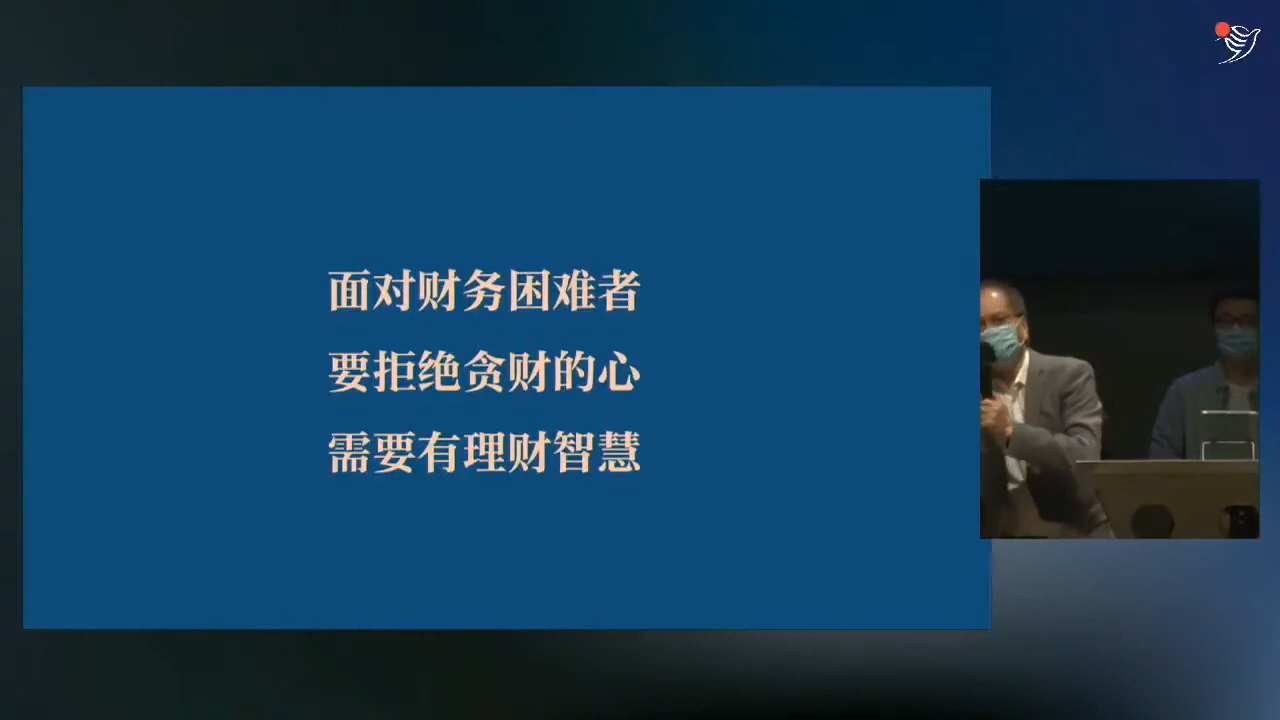 面对财务困难者
要拒绝贪财的心
需要有理财智慧